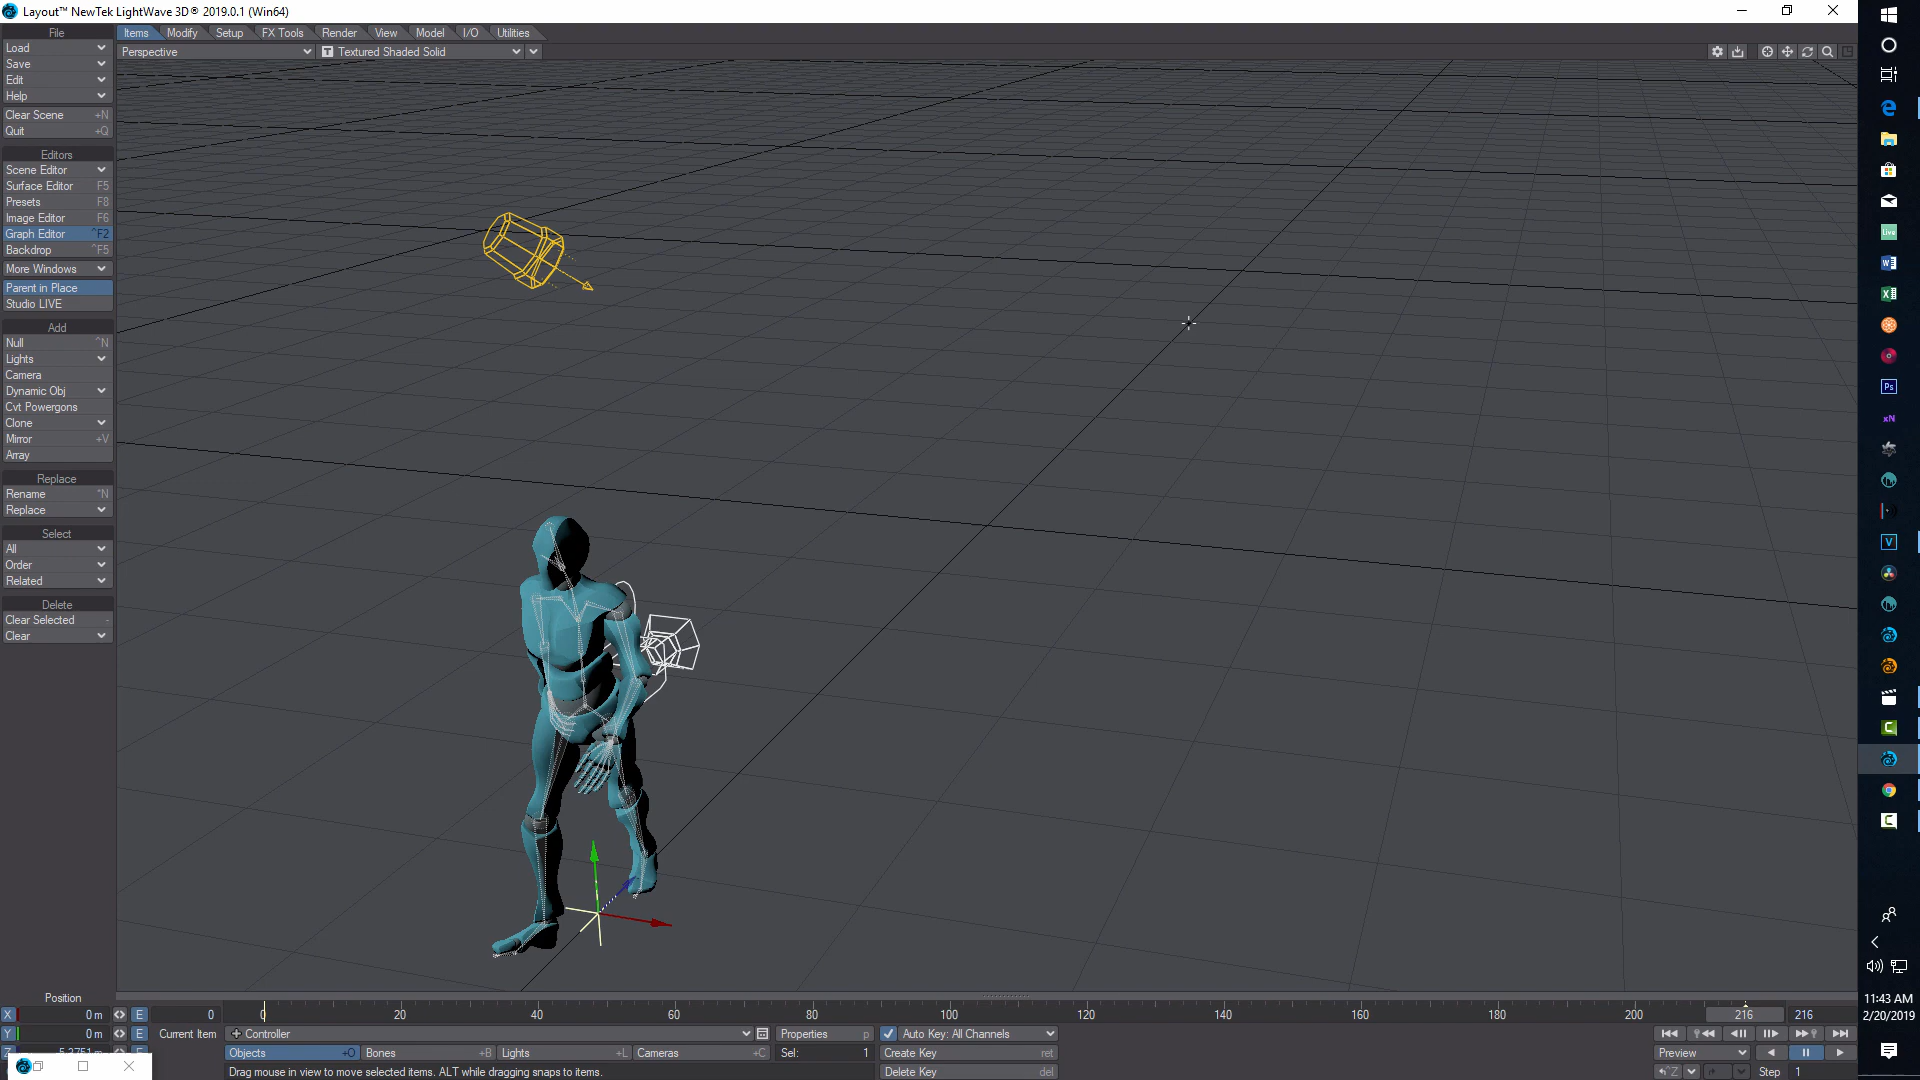 Layout™ NewTek LightWave 3D® 2019.0.1 (Win64)
File
Items Modify Setup FX Tools Render View Model I/O Utilities
Load
Perspective
T Textured Shaded Solid
Save
Edit
Help
Clear Scene +N
Quit +Q
Editors
Scene Editor
Surface Editor F5
Presets F8
Image Editor F6
Graph Editor ^F2
Backdrop ^F5
More Windows
Parent in Place
Studio LIVE
Add
Null ^N
Lights
Camera
Dynamic Obj
Cvt Powergons
Clone
Mirror +V
Array
Replace
Rename ^N
Replace
Select
All
Order
Related
Delete
Clear Selected -
Clear
Position
X 0 m E 0
0 20 40 60 80 100 120 140 160 180 200 216 216
Y 0 m E
Current Item Controller
Properties p
Auto Key: All Channels
Z
Objects +O
Bones +B
Lights +L
Cameras +C
Sel: 1
Create Key ret
Preview
Drag mouse in view to move selected items. ALT while dragging snaps to items.
Delete Key del
^Z
Step 1
Live
W
X
Ps
xN
V
C
C
11:43 AM
2/20/2019